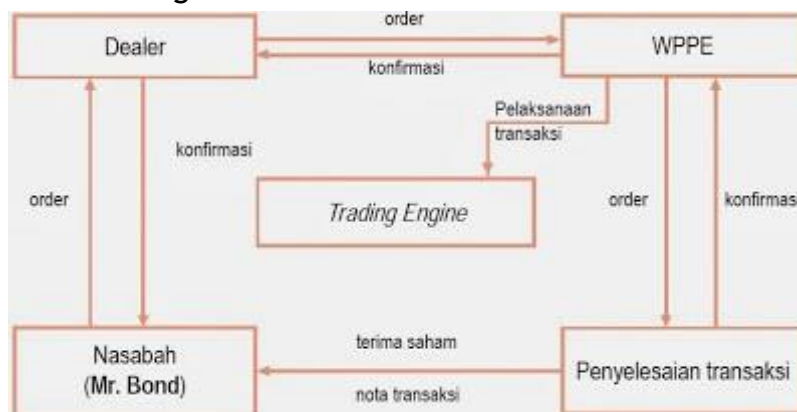 order
Dealer
WPPE
konfirmasi
Pelaksanaan
transaksi
konfirmasi
order
Trading Engine
order
konfirmasi
terima saham
Nasabah
(Mr. Bond)
Penyelesaian transaksi
nota transaksi